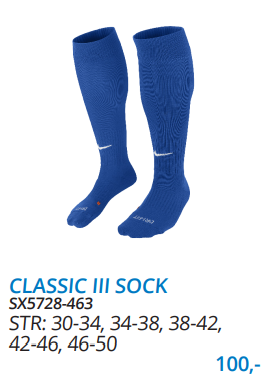 CLASSIC III SOCK
SX5728-463
STR: 30-34, 34-38, 38-42,
42-46, 46-50
100,-